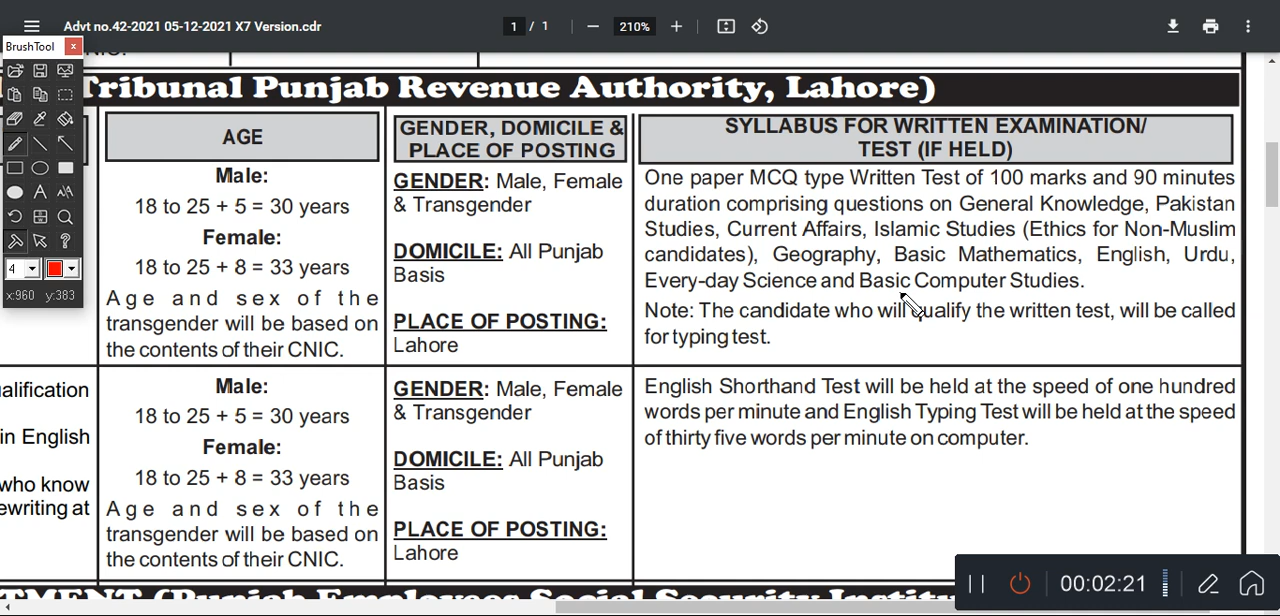 Advt no.42-2021 05-12-2021 X7 Version.cdr
1 / 1
210%
BrushTool
Tribunal Punjab Revenue Authority, Lahore)
AGE
GENDER, DOMICILE &
PLACE OF POSTING
SYLLABUS FOR WRITTEN EXAMINATION/
TEST (IF HELD)
Male:
18 to 25 + 5 = 30 years
Female:
18 to 25 + 8 = 33 years
Age and sex of the
transgender will be based on
the contents of their CNIC.
GENDER: Male, Female
& Transgender
DOMICILE: All Punjab
Basis
PLACE OF POSTING:
Lahore
One paper MCQ type Written Test of 100 marks and 90 minutes
duration comprising questions on General Knowledge, Pakistan
Studies, Current Affairs, Islamic Studies (Ethics for Non-Muslim
candidates), Geography, Basic Mathematics, English, Urdu,
Every-day Science and Basic Computer Studies.
Note: The candidate who will qualify the written test, will be called
for typing test.
alification
in English
who know
ewriting at
Male:
18 to 25 + 5 = 30 years
Female:
18 to 25 + 8 = 33 years
Age and sex of the
transgender will be based on
the contents of their CNIC.
GENDER: Male, Female
& Transgender
DOMICILE: All Punjab
Basis
PLACE OF POSTING:
Lahore
English Shorthand Test will be held at the speed of one hundred
words per minute and English Typing Test will be held at the speed
of thirty five words per minute on computer.
4
x:960 y:383
00:02:21
TMENT (Punjab Employees Social Security Institu